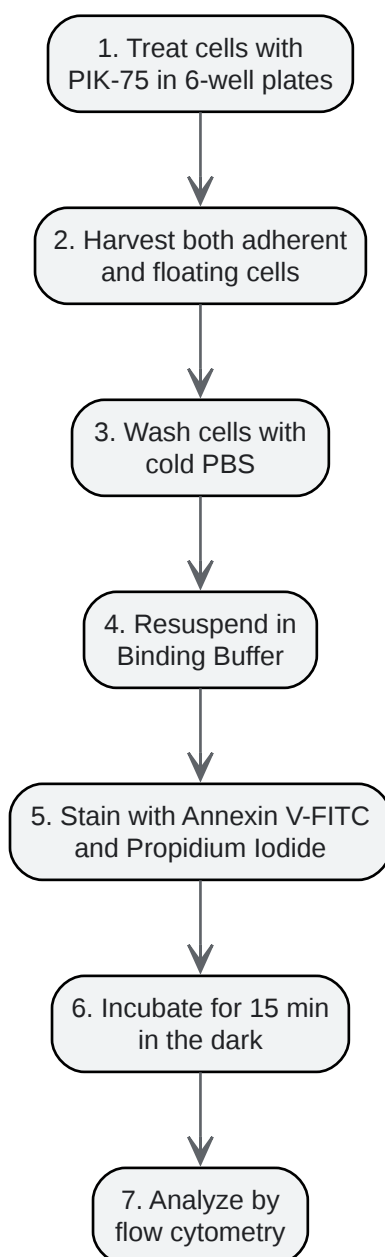 1. Treat cells with
PIK-75 in 6-well plates
2. Harvest both adherent
and floating cells
3. Wash cells with
cold PBS
4. Resuspend in
Binding Buffer
5. Stain with Annexin V-FITC
and Propidium Iodide
6. Incubate for 15 min
in the dark
7. Analyze by
flow cytometry